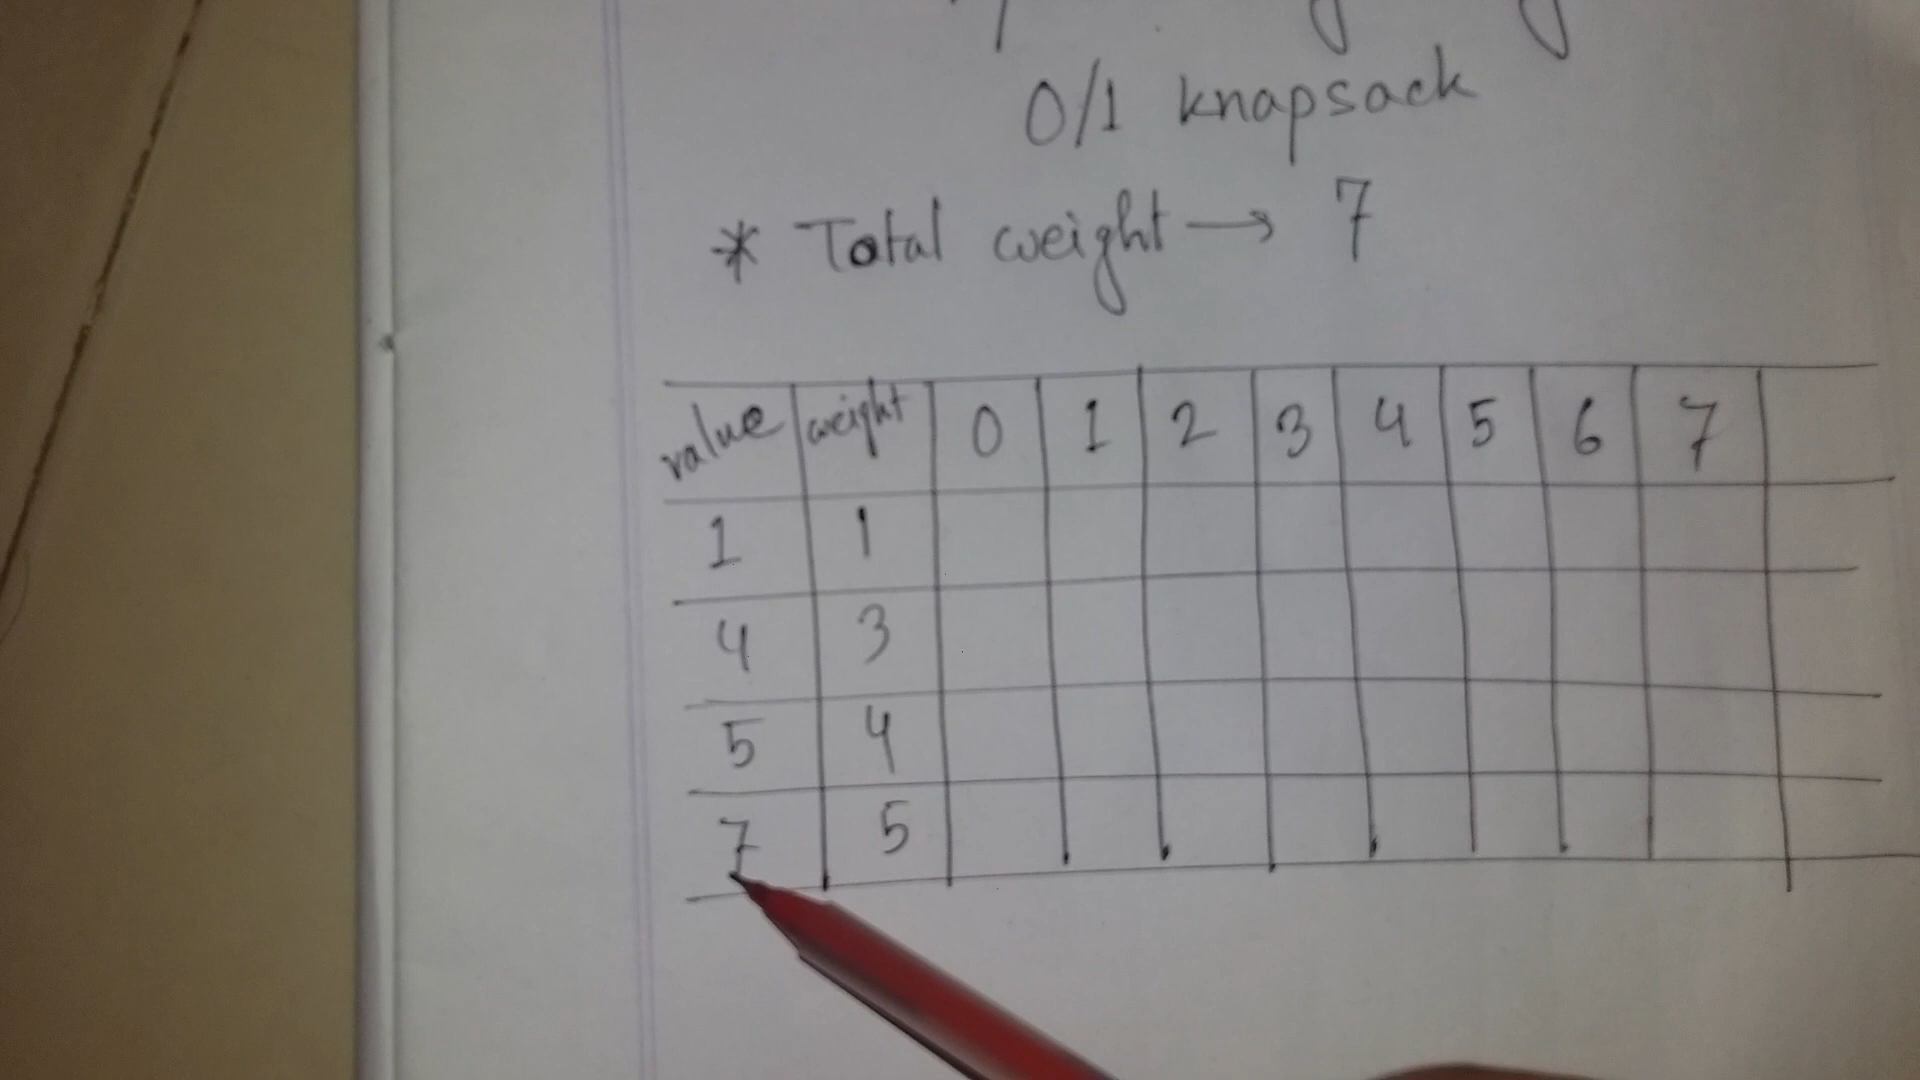 0/1 knapsack
* Total weight → 7
value weight 0 1 2 3 4 5 6 7
1 1
4 3
5 4
7 5